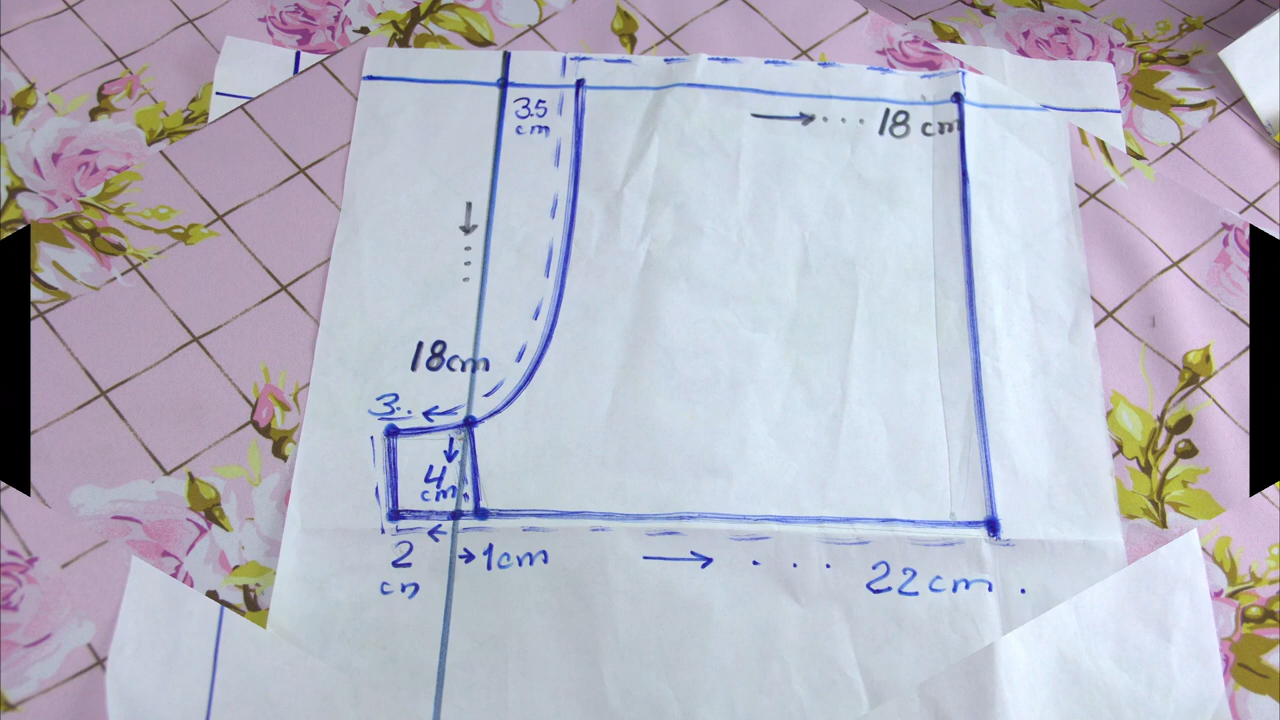 3.5
cm
→ ... 18 cm
18cm
3..
4
cm.
2
cm
→1cm
→ . . . . 22cm.